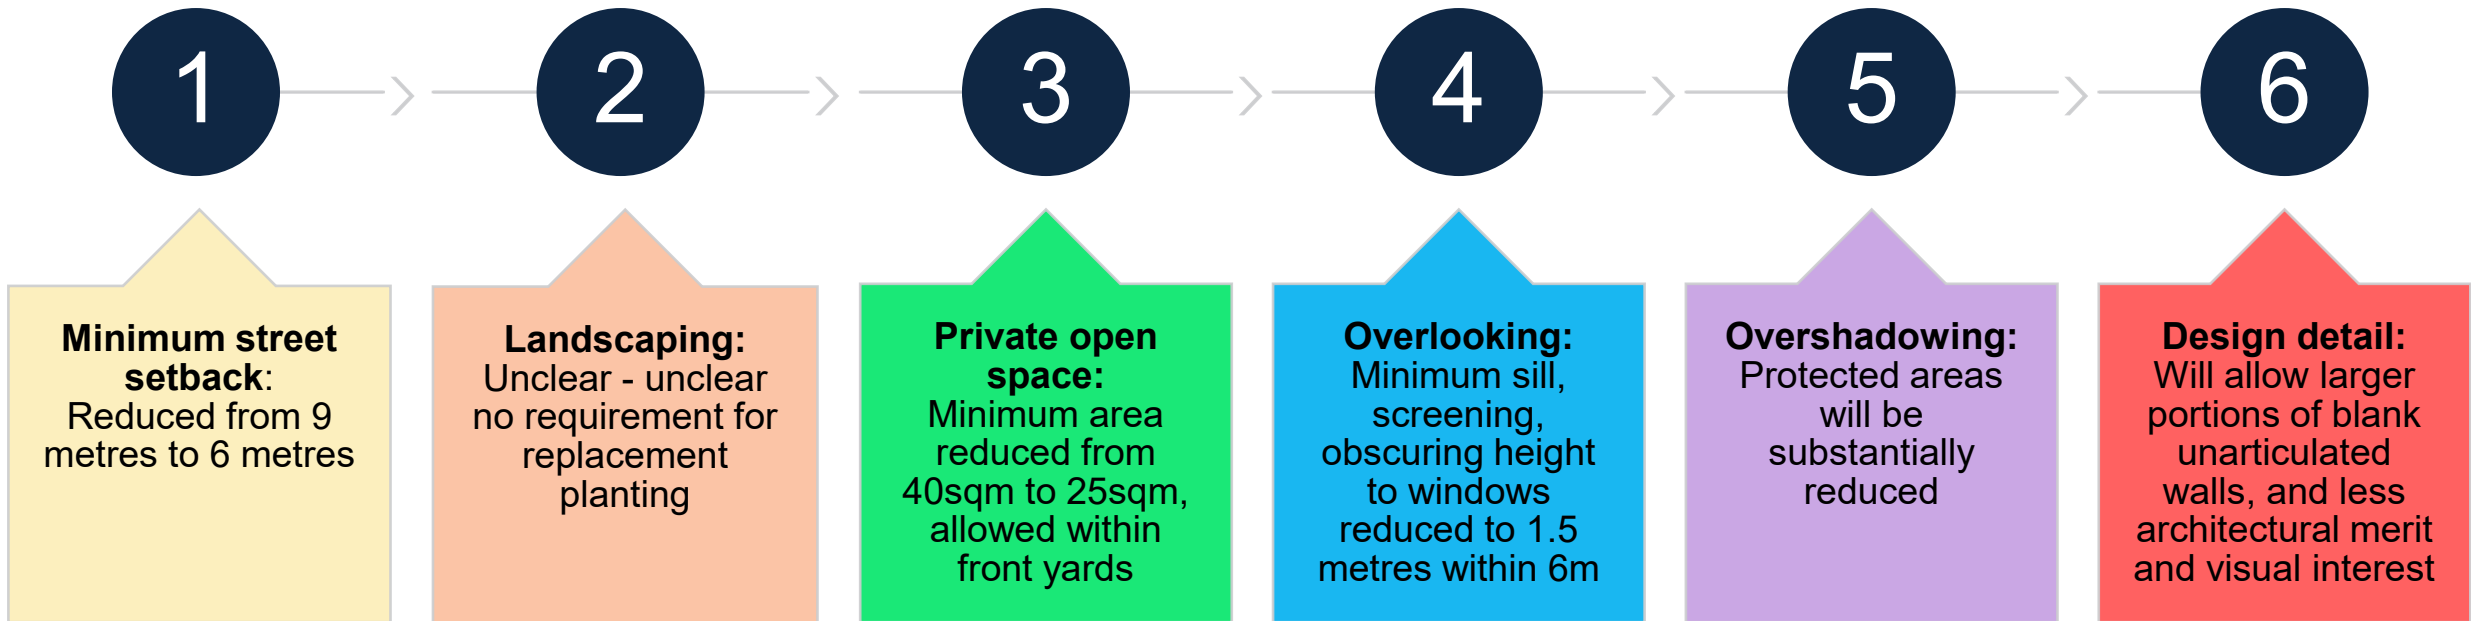 1
2
3
4
5
6
Minimum street
setback:
Reduced from 9
metres to 6 metres
Landscaping:
Unclear - unclear
no requirement for
replacement
planting
Private open
space:
Minimum area
reduced from
40sqm to 25sqm,
allowed within
front yards
Overlooking:
Minimum sill,
screening,
obscuring height
to windows
reduced to 1.5
metres within 6m
Overshadowing:
Protected areas
will be
substantially
reduced
Design detail:
Will allow larger
portions of blank
unarticulated
walls, and less
architectural merit
and visual interest